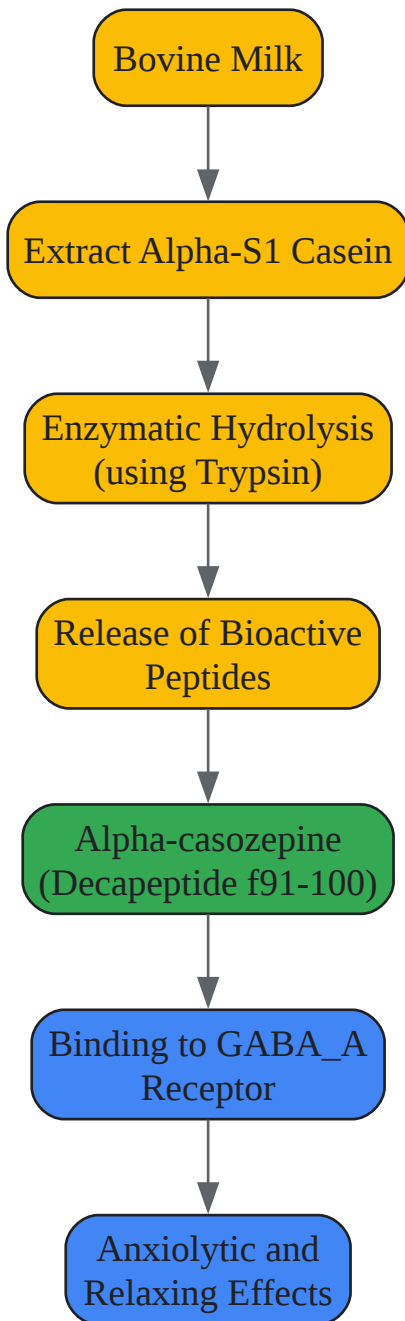 Bovine Milk
Extract Alpha-S1 Casein
Enzymatic Hydrolysis
(using Trypsin)
Release of Bioactive
Peptides
Alpha-casozepine
(Decapeptide f91-100)
Binding to GABA_A
Receptor
Anxiolytic and
Relaxing Effects